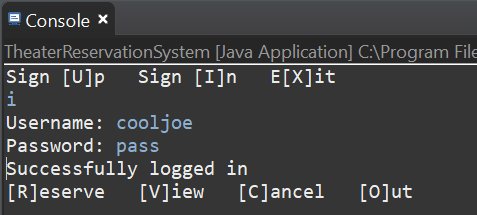 Console
TheaterReservationSystem [Java Application] C:\Program File
Sign [U]p   Sign [I]n   E[X]it
i
Username: cooljoe
Password: pass
Successfully logged in
[R]eserve   [V]iew   [C]ancel   [O]ut